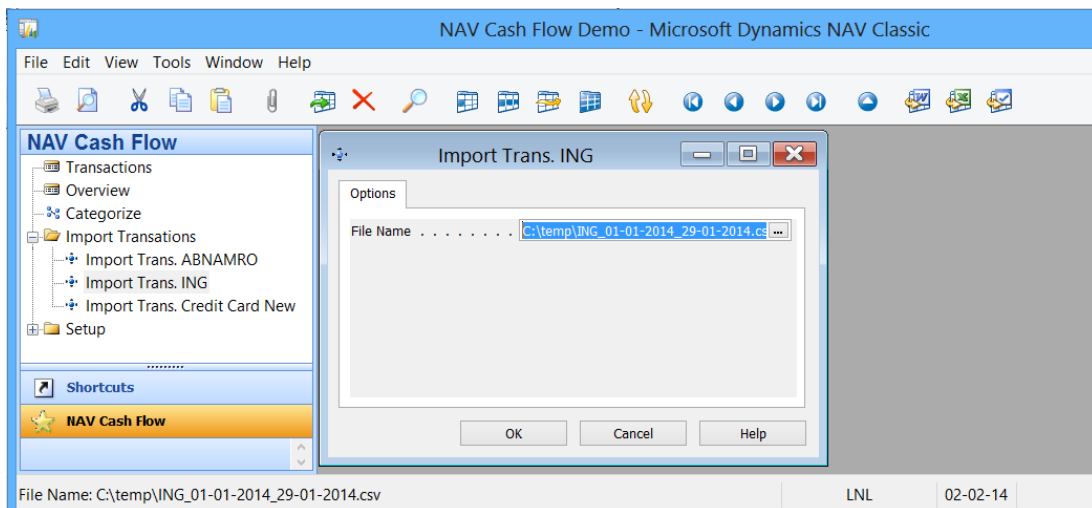 NAV Cash Flow Demo - Microsoft Dynamics NAV Classic
File Edit View Tools Window Help
NAV Cash Flow
Transactions
Overview
Categorize
Import Transations
Import Trans. ABNAMRO
Import Trans. ING
Import Trans. Credit Card New
Setup
Shortcuts
NAV Cash Flow
Import Trans. ING
Options
File Name . . . . . . . . C:\temp\ING_01-01-2014_29-01-2014.cs ...
OK Cancel Help
File Name: C:\temp\ING_01-01-2014_29-01-2014.csv LNL 02-02-14